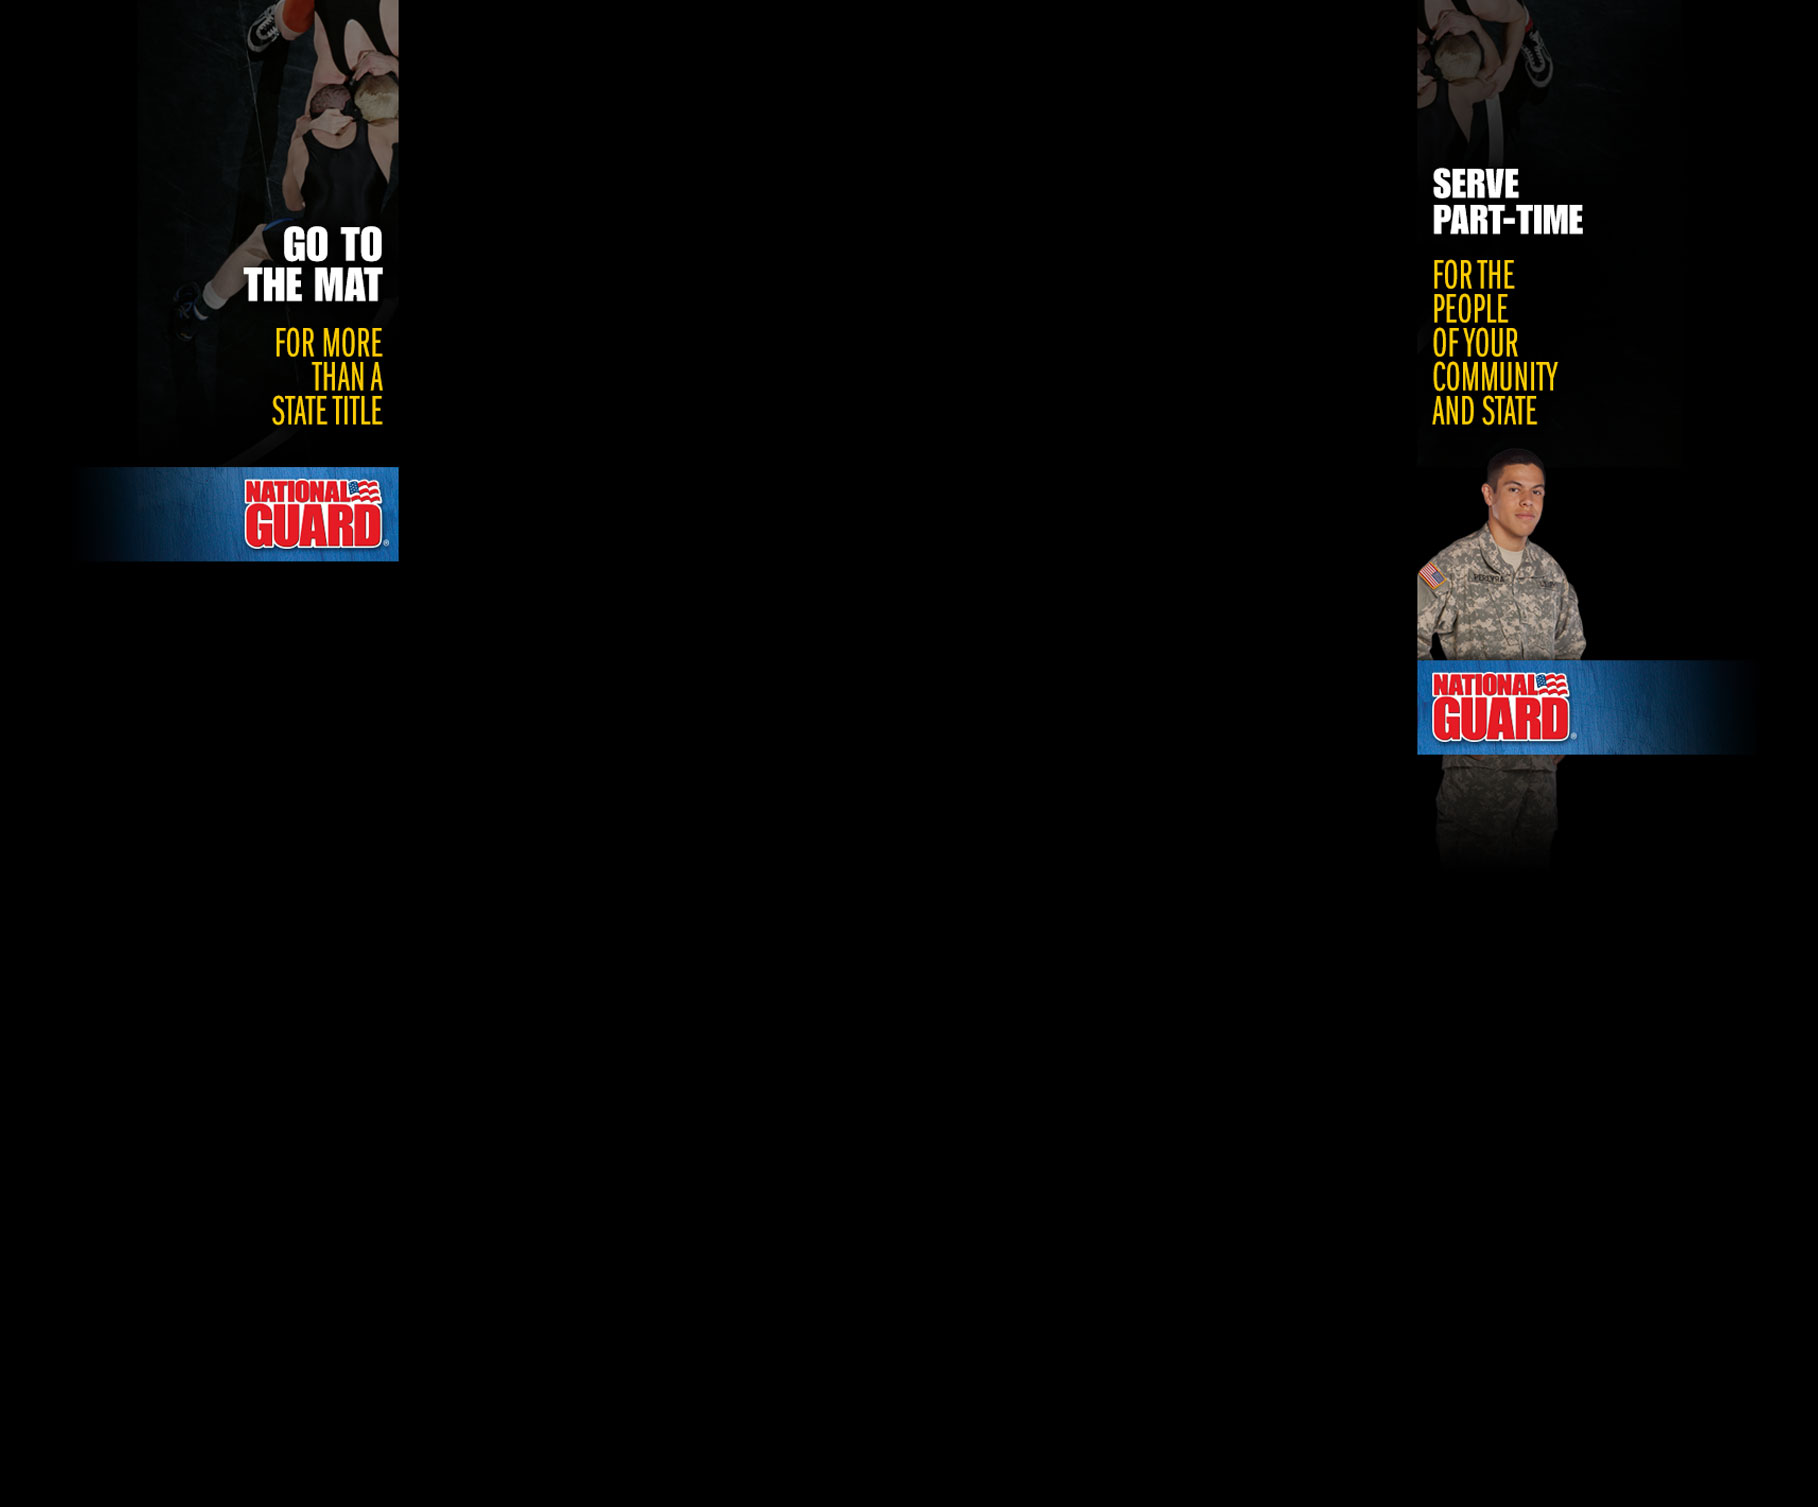 GO TO
THE MAT
FOR MORE
THAN A
STATE TITLE
NATIONAL
GUARD®
SERVE
PART-TIME
FOR THE
PEOPLE
OF YOUR
COMMUNITY
AND STATE
NATIONAL
GUARD®